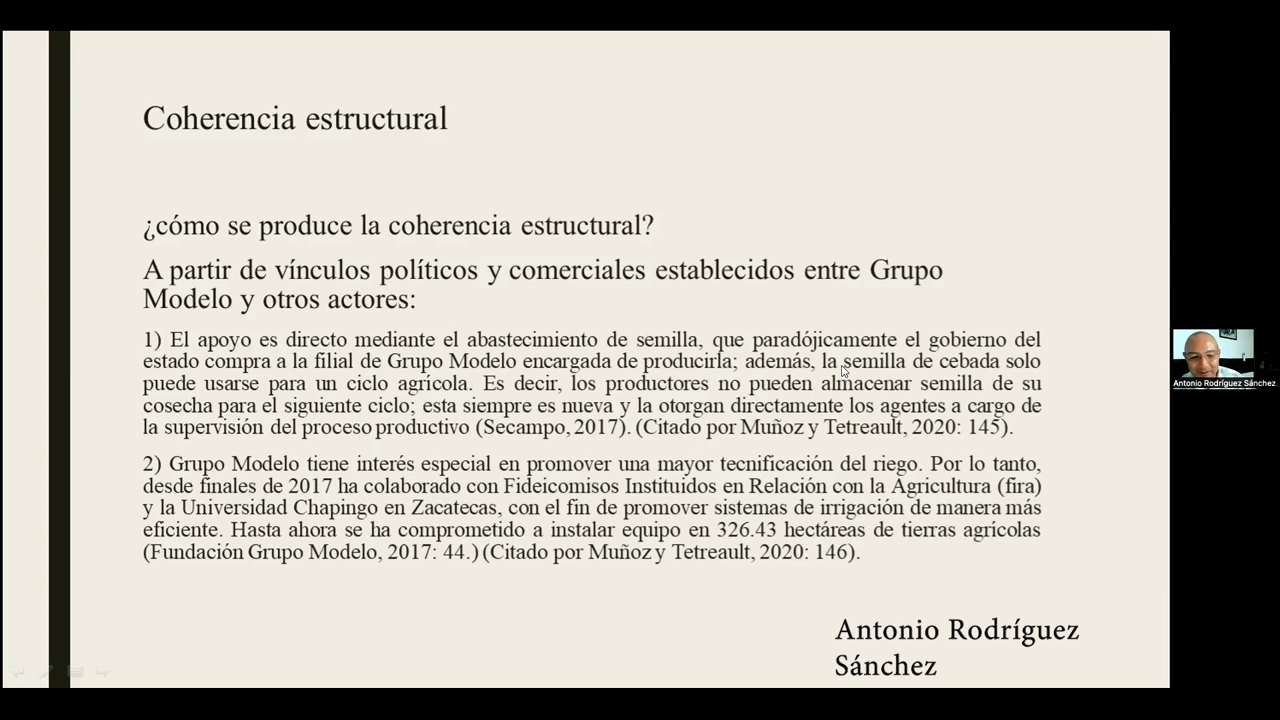 Coherencia estructural
¿cómo se produce la coherencia estructural?
A partir de vínculos políticos y comerciales establecidos entre Grupo
Modelo y otros actores:
1) El apoyo es directo mediante el abastecimiento de semilla, que paradójicamente el gobierno del
estado compra a la filial de Grupo Modelo encargada de producirla; además, la semilla de cebada solo
puede usarse para un ciclo agrícola. Es decir, los productores no pueden almacenar semilla de su
cosecha para el siguiente ciclo; esta siempre es nueva y la otorgan directamente los agentes a cargo de
la supervisión del proceso productivo (Secampo, 2017). (Citado por Muñoz y Tetreault, 2020: 145).
2) Grupo Modelo tiene interés especial en promover una mayor tecnificación del riego. Por lo tanto,
desde finales de 2017 ha colaborado con Fideicomisos Instituidos en Relación con la Agricultura (fira)
y la Universidad Chapingo en Zacatecas, con el fin de promover sistemas de irrigación de manera más
eficiente. Hasta ahora se ha comprometido a instalar equipo en 326.43 hectáreas de tierras agrícolas
(Fundación Grupo Modelo, 2017: 44.) (Citado por Muñoz y Tetreault, 2020: 146).
Antonio Rodríguez
Sánchez
Antonio Rodríguez Sánchez